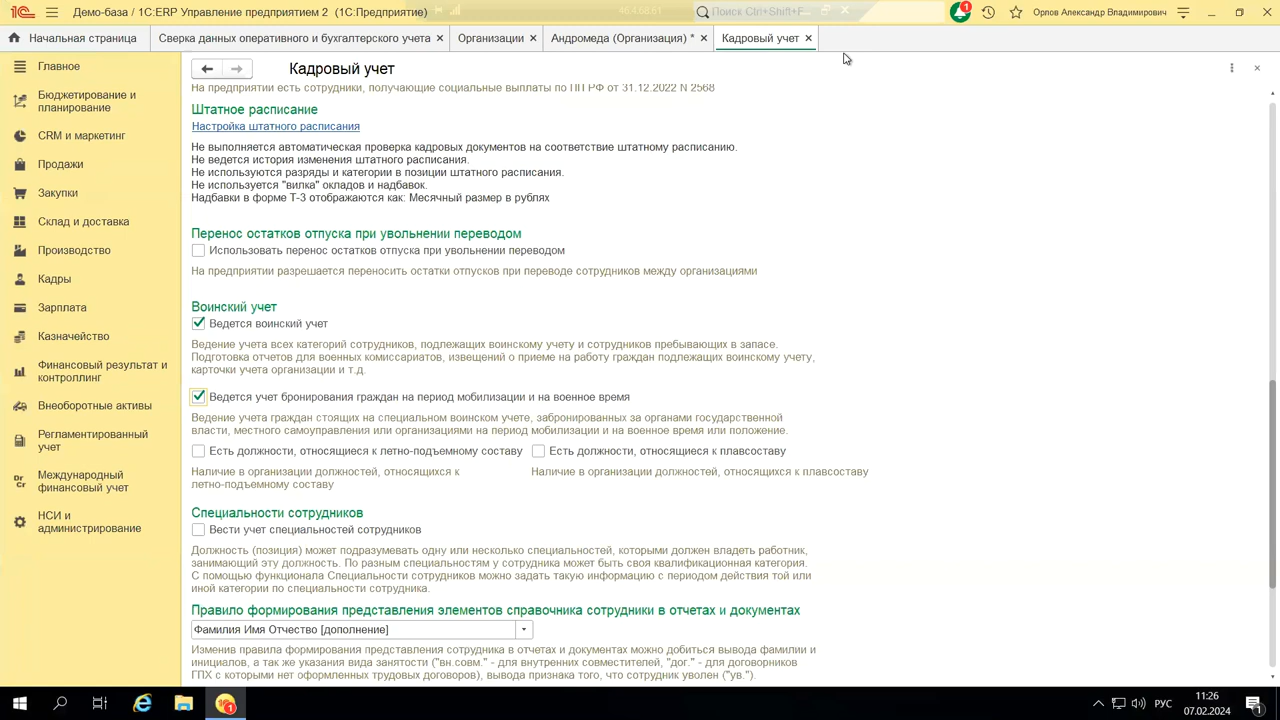 Демо-база / 1С:ERP Управление предприятием 2 (1С:Предприятие)
Поиск Ctrl+Shift+F
1
Орлов Александр Владимирович
Начальная страница
Сверка данных оперативного и бухгалтерского учета
Организации
Андромеда (Организация) *
Кадровый учет
Главное
Бюджетирование и
планирование
CRM и маркетинг
Продажи
Закупки
Склад и доставка
Производство
Кадры
Зарплата
Казначейство
Финансовый результат и
контроллинг
Внеоборотные активы
Регламентированный
учет
Dr
Cr
Международный
финансовый учет
НСИ и
администрирование
Кадровый учет
На предприятии есть сотрудники, получающие социальные выплаты по ПП РФ от 31.12.2022 N 2568
Штатное расписание
Настройка штатного расписания
Не выполняется автоматическая проверка кадровых документов на соответствие штатному расписанию.
Не ведется история изменения штатного расписания.
Не используются разряды и категории в позиции штатного расписания.
Не используется "вилка" окладов и надбавок.
Надбавки в форме Т-3 отображаются как: Месячный размер в рублях
Перенос остатков отпуска при увольнении переводом
Использовать перенос остатков отпуска при увольнении переводом
На предприятии разрешается переносить остатки отпусков при переводе сотрудников между организациями
Воинский учет
Ведется воинский учет
Ведение учета всех категорий сотрудников, подлежащих воинскому учету и сотрудников пребывающих в запасе.
Подготовка отчетов для военных комиссариатов, извещений о приеме на работу граждан подлежащих воинскому учету,
карточки учета организации и т.д.
Ведется учет бронирования граждан на период мобилизации и на военное время
Ведение учета граждан стоящих на специальном воинском учете, забронированных за органами государственной
власти, местного самоуправления или организациями на период мобилизации и на военное время или положение.
Есть должности, относящиеся к летно-подъемному составу
Есть должности, относящиеся к плавсоставу
Наличие в организации должностей, относящихся к
летно-подъемному составу
Наличие в организации должностей, относящихся к плавсоставу
Специальности сотрудников
Вести учет специальностей сотрудников
Должность (позиция) может подразумевать одну или несколько специальностей, которыми должен владеть работник,
занимающий эту должность. По разным специальностям у сотрудника может быть своя квалификационная категория.
С помощью функционала Специальности сотрудников можно задать такую информацию с периодом действия той или
иной категории по специальности сотрудника.
Правило формирования представления элементов справочника сотрудники в отчетах и документах
Фамилия Имя Отчество [дополнение]
Изменив правила формирования представления в отчетах и документах можно добиться вывода фамилии и
инициалов, а так же указания вида занятости ("вн.совм." - для внутренних совместителей, "дог." - для договорников
ГПХ с которыми нет оформленных трудовых договоров), вывода признака того, что сотрудник уволен ("ув.").
1
РУС
11:26
07.02.2024
1